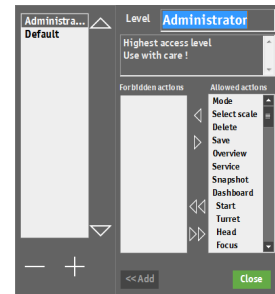 Administra...
Default
Level Administrator
Highest access level
Use with care !
Forbidden actions
Allowed actions
Mode
Select scale
Delete
Save
Overview
Service
Snapshot
Dashboard
Start
Turret
Head
Focus
<< Add
Close